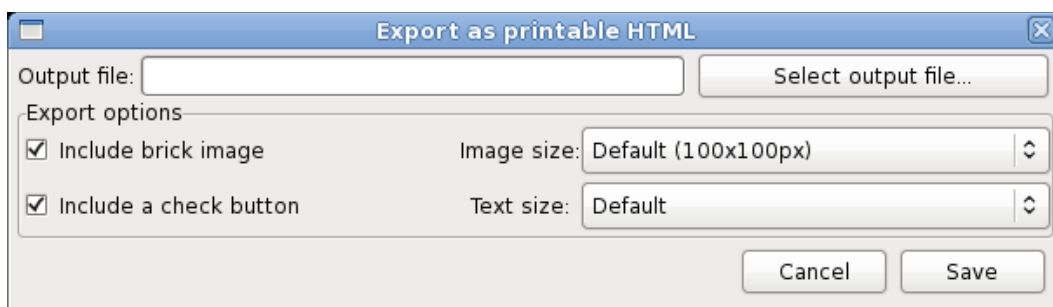 Export as printable HTML
Output file: Select output file...
Export options
Include brick image Image size: Default (100x100px)
Include a check button Text size: Default
Cancel Save